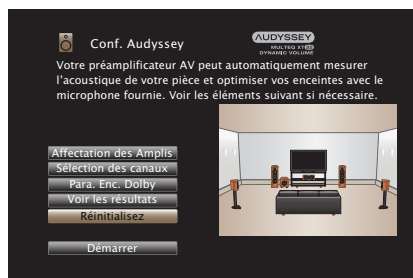 Conf. Audyssey
AUDYSSEY
MULTEQ XT32
DYNAMIC VOLUME
Votre préamplificateur AV peut automatiquement mesurer
l'acoustique de votre pièce et optimiser vos enceintes avec le
microphone fournie. Voir les éléments suivant si nécessaire.
Affectation des Amplis
Sélection des canaux
Para. Enc. Dolby
Voir les résultats
Réinitialisez
Démarrer